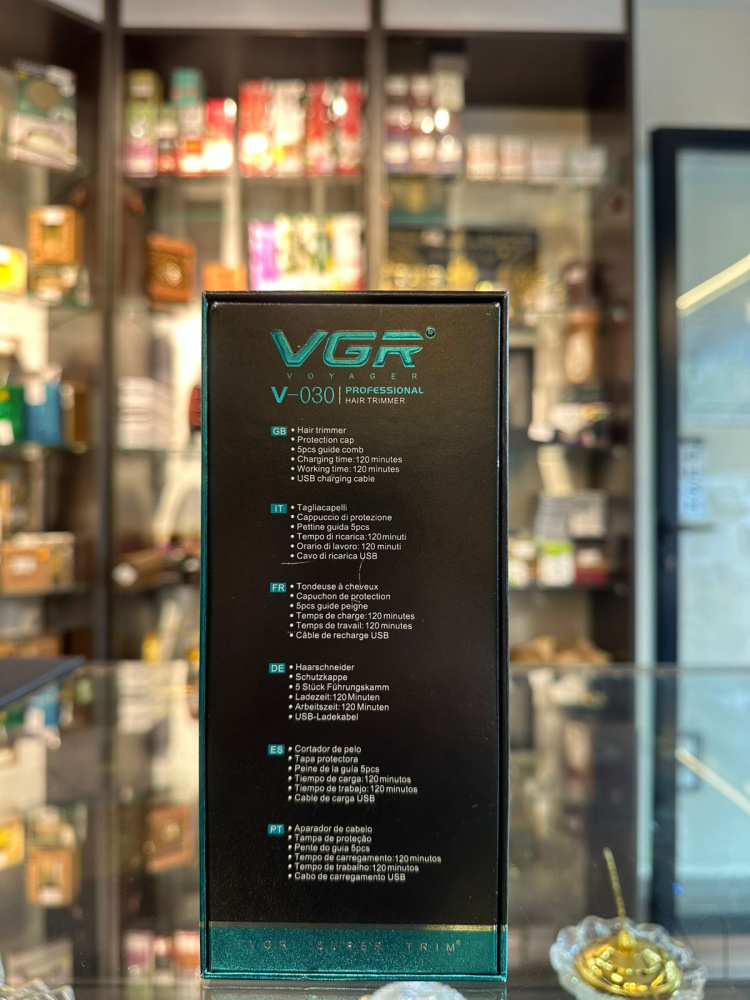 VGR®
VOYAGER
V-030 | PROFESSIONAL
HAIR TRIMMER
GB • Hair trimmer
• Protection cap
• 5pcs guide comb
• Charging time:120 minutes
• Working time:120 minutes
• USB charging cable
IT • Tagliacapelli
• Cappuccio di protezione
• Pettine guida 5pcs
• Tempo di ricarica:120 minuti
• Orario di lavoro:120 minuti
• Cavo di ricarica USB
FR • Tondeuse à cheveux
• Capuchon de protection
• 5pcs guide peigne
• Temps de charge:120 minutes
• Temps de travail:120 minutes
• Câble de recharge USB
DE • Haarschneider
• Schutzkappe
• 5 Stück Führungskamm
• Ladezeit:120 Minuten
• Arbeitszeit:120 Minuten
• USB-Ladekabel
ES • Cortador de pelo
• Tapa protectora
• Peine de la guía 5pcs
• Tiempo de carga:120 minutos
• Tiempo de trabajo:120 minutos
• Cable de carga USB
PT • Aparador de cabelo
• Tampa de proteção
• Pente do guia 5pcs
• Tempo de carregamento:120 minutos
• Tempo de trabalho:120 minutos
• Cabo de carregamento USB
VGR SUPER TRIM®